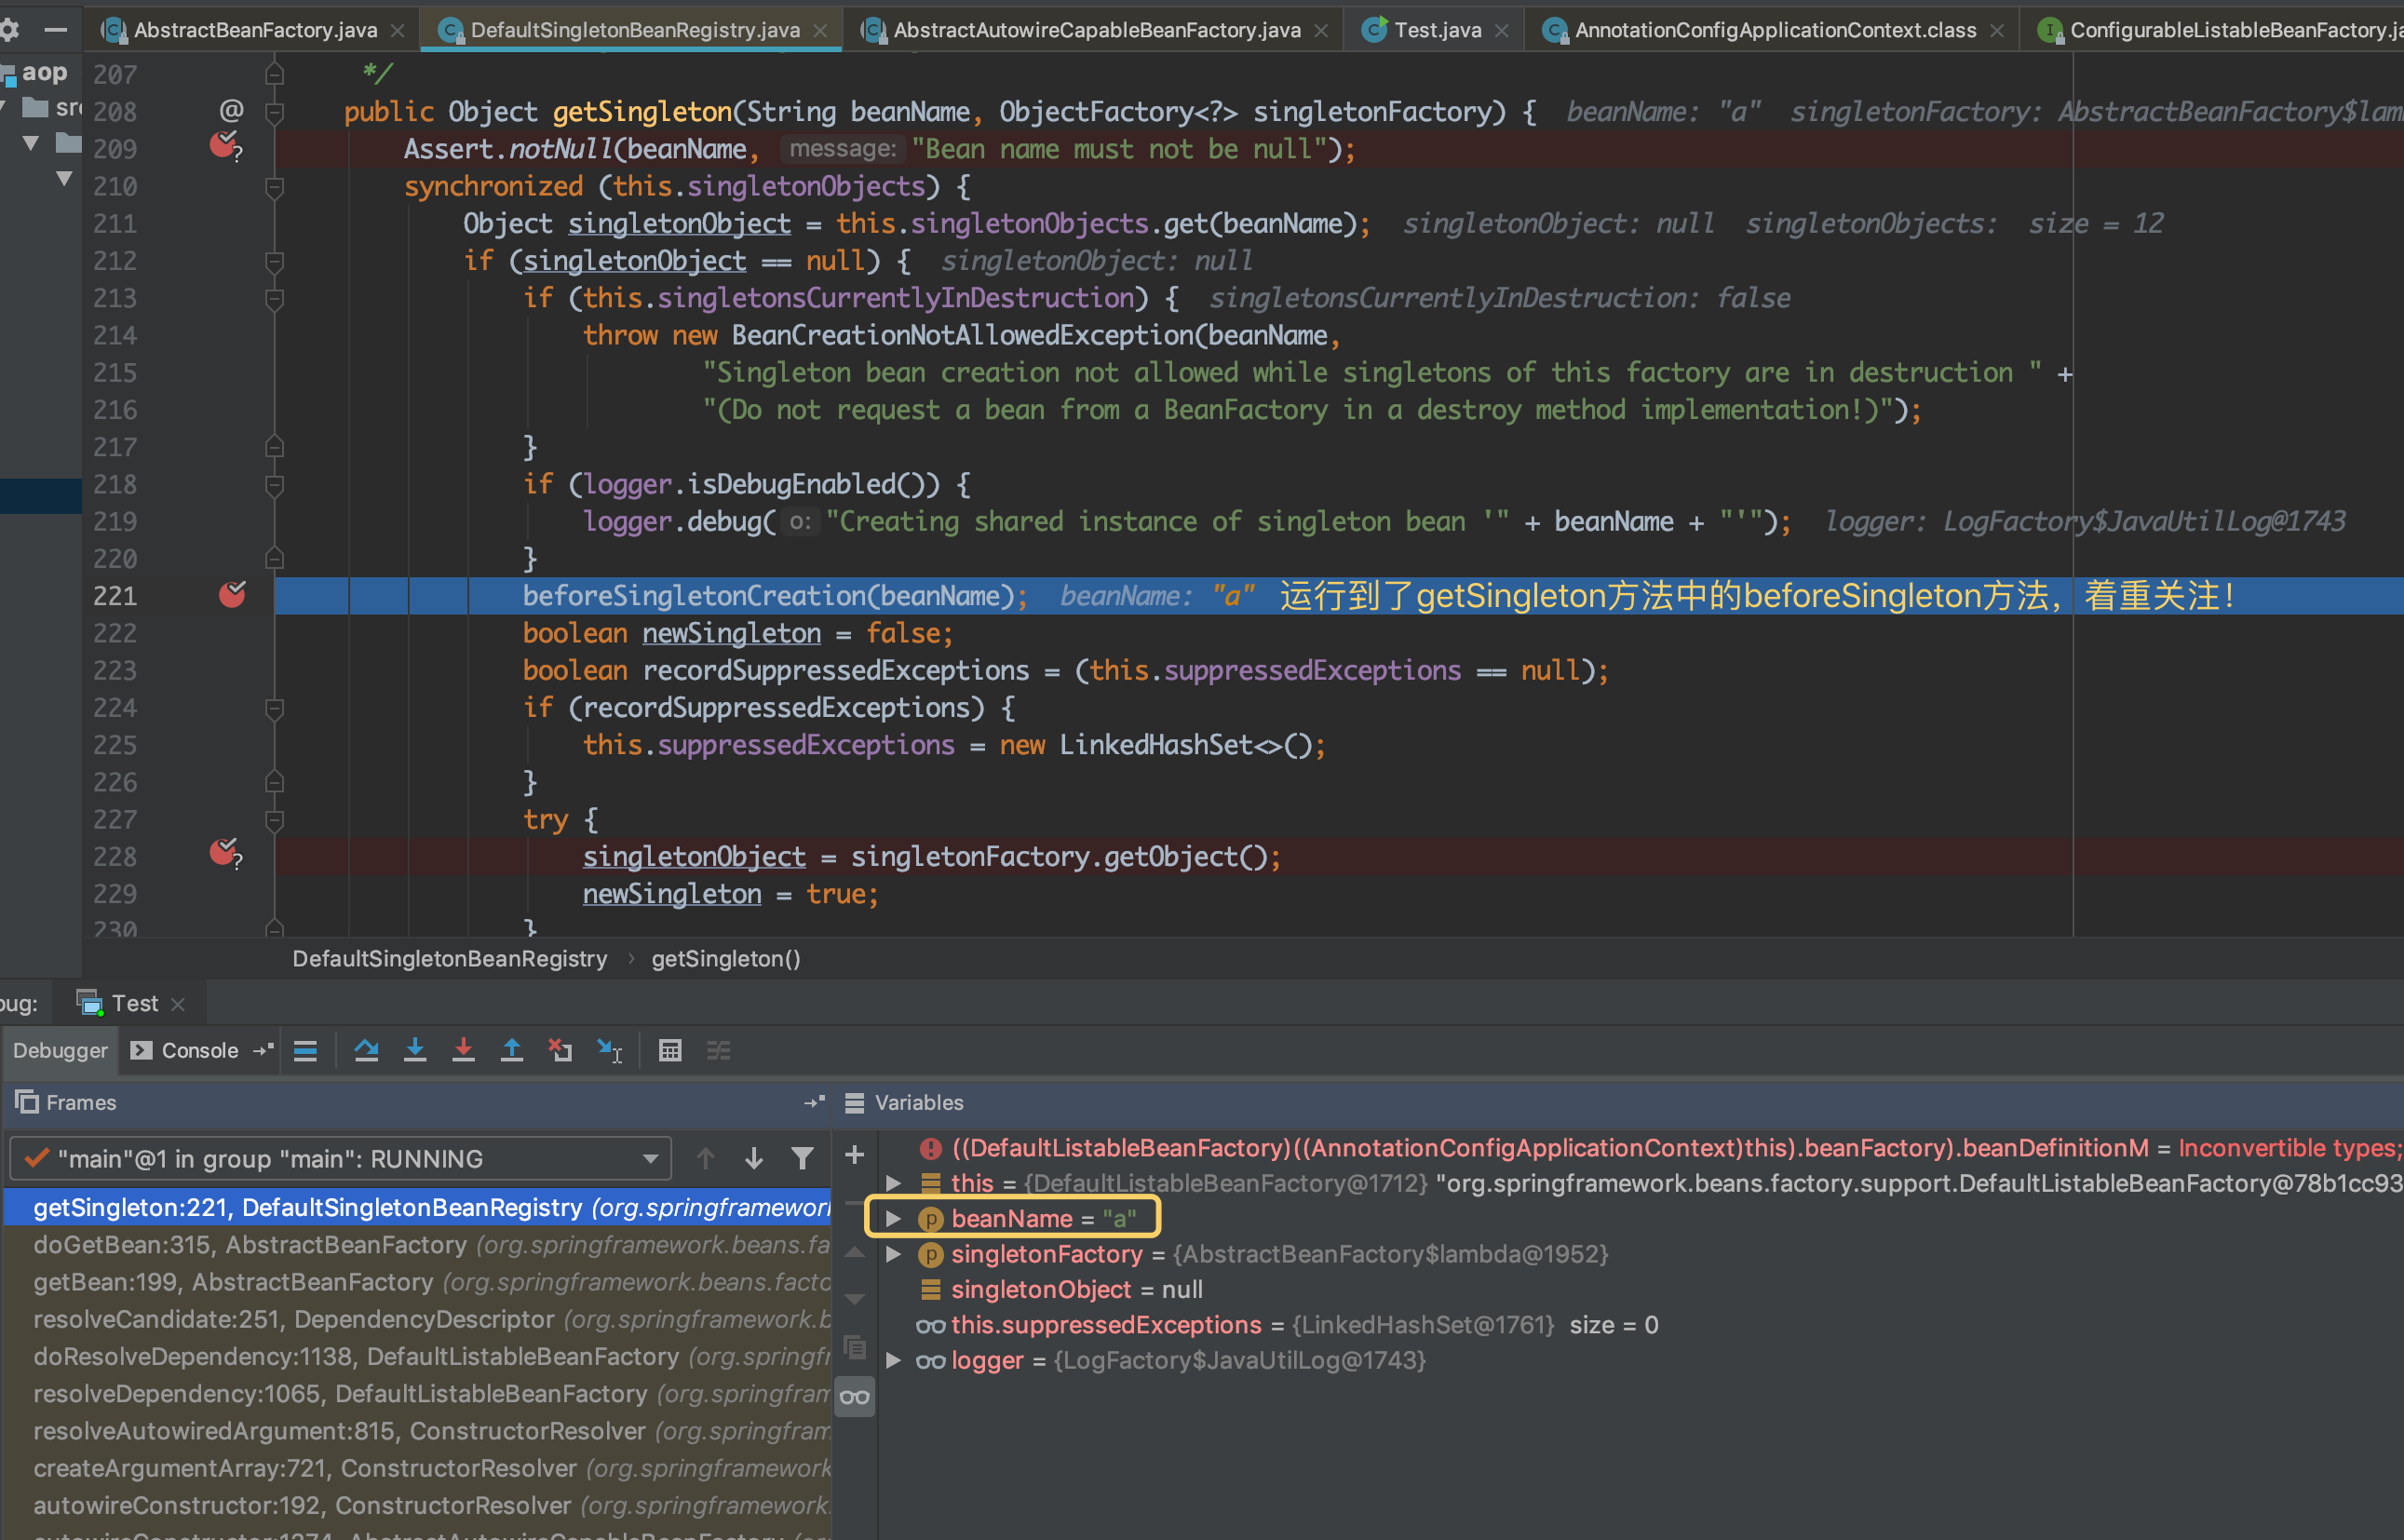 AbstractBeanFactory.java DefaultSingletonBeanRegistry.java AbstractAutowireCapableBeanFactory.java Test.java AnnotationConfigApplicationContext.class ConfigurableListableBeanFactory.ja
aop
src
207 */
208 @ public Object getSingleton(String beanName, ObjectFactory<?> singletonFactory) { beanName: "a" singletonFactory: AbstractBeanFactory$lam
209 Assert.notNull(beanName, message: "Bean name must not be null");
210 synchronized (this.singletonObjects) {
211 Object singletonObject = this.singletonObjects.get(beanName); singletonObject: null singletonObjects: size = 12
212 if (singletonObject == null) { singletonObject: null
213 if (this.singletonsCurrentlyInDestruction) { singletonsCurrentlyInDestruction: false
214 throw new BeanCreationNotAllowedException(beanName,
215 "Singleton bean creation not allowed while singletons of this factory are in destruction " +
216 "(Do not request a bean from a BeanFactory in a destroy method implementation!)");
217 }
218 if (logger.isDebugEnabled()) {
219 logger.debug( o: "Creating shared instance of singleton bean '" + beanName + "'"); logger: LogFactory$JavaUtilLog@1743
220 }
221 beforeSingletonCreation(beanName); beanName: "a" 运行到了getSingleton方法中的beforeSingleton方法，着重关注！
222 boolean newSingleton = false;
223 boolean recordSuppressedExceptions = (this.suppressedExceptions == null);
224 if (recordSuppressedExceptions) {
225 this.suppressedExceptions = new LinkedHashSet<>();
226 }
227 try {
228 singletonObject = singletonFactory.getObject();
229 newSingleton = true;
230 }
DefaultSingletonBeanRegistry › getSingleton()
bug: Test
Debugger Console
Frames
Variables
"main"@1 in group "main": RUNNING
getSingleton:221, DefaultSingletonBeanRegistry (org.springframework
doGetBean:315, AbstractBeanFactory (org.springframework.beans.fa
getBean:199, AbstractBeanFactory (org.springframework.beans.facto
resolveCandidate:251, DependencyDescriptor (org.springframework.b
doResolveDependency:1138, DefaultListableBeanFactory (org.springfr
resolveDependency:1065, DefaultListableBeanFactory (org.springfram
resolveAutowiredArgument:815, ConstructorResolver (org.springfram
createArgumentArray:721, ConstructorResolver (org.springframework
autowireConstructor:192, ConstructorResolver (org.springframework.
autowireConstructor:1274, AbstractAutowireCapableBeanFactory (org
((DefaultListableBeanFactory)((AnnotationConfigApplicationContext)this).beanFactory).beanDefinitionM = Inconvertible types;
this = {DefaultListableBeanFactory@1712} "org.springframework.beans.factory.support.DefaultListableBeanFactory@78b1cc93
beanName = "a"
singletonFactory = {AbstractBeanFactory$lambda@1952}
singletonObject = null
this.suppressedExceptions = {LinkedHashSet@1761} size = 0
logger = {LogFactory$JavaUtilLog@1743}